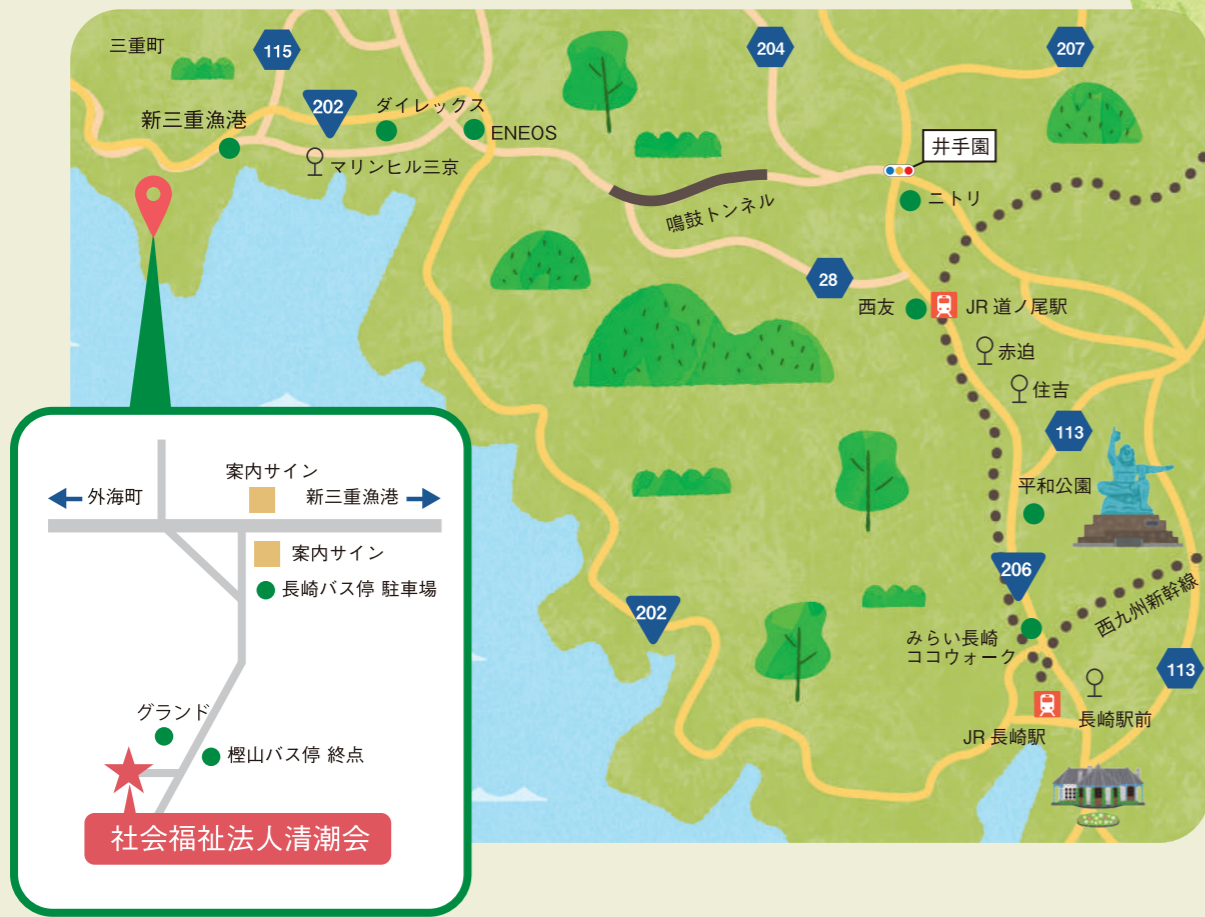 三重町
115
204
207
新三重漁港
202
ダイレックス
ENEOS
マリンヒル三京
井手園
ニトリ
鳴鼓トンネル
28
西友
JR 道ノ尾駅
赤迫
住吉
113
平和公園
206
202
みらい長崎
ココウォーク
西九州新幹線
113
長崎駅前
JR 長崎駅
案内サイン
外海町
新三重漁港
案内サイン
長崎バス停 駐車場
グランド
樫山バス停 終点
社会福祉法人清潮会